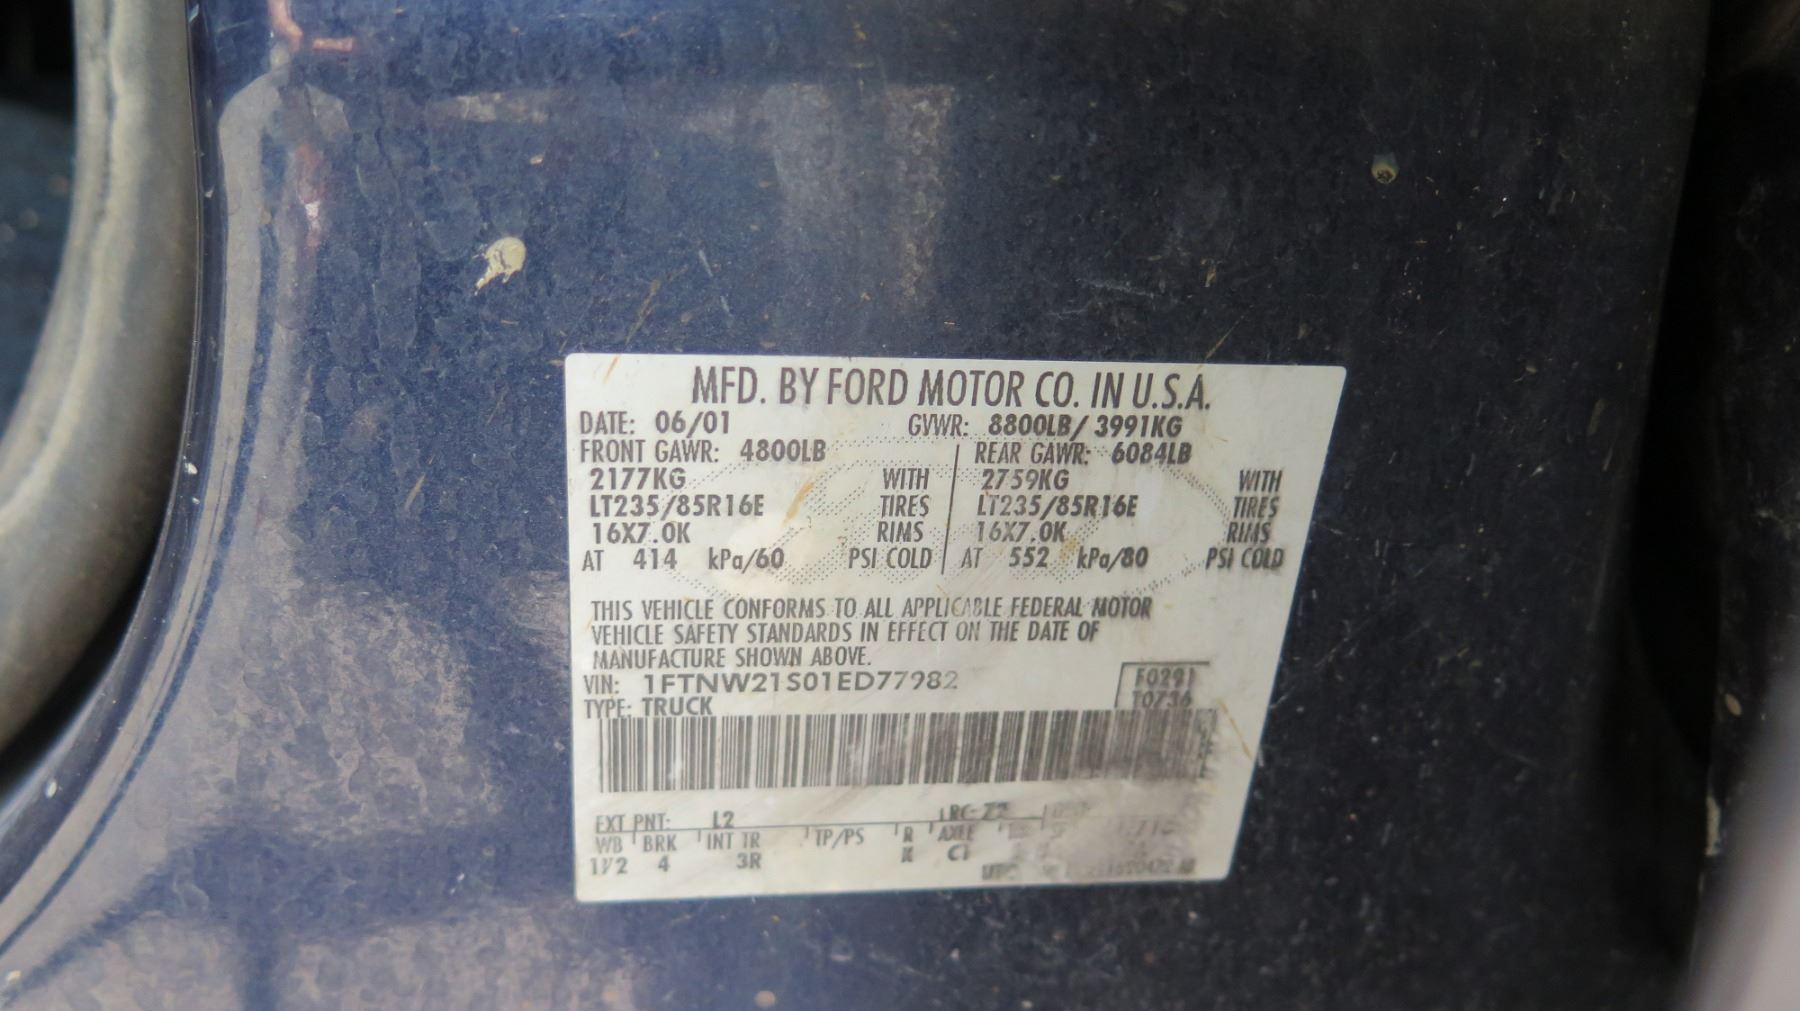 MFD. BY FORD MOTOR CO. IN U.S.A.
DATE: 06/01 GVWR: 8800LB/ 3991KG
FRONT GAWR: 4800LB REAR GAWR: 6084LB
2177KG WITH 2759KG WITH
LT235/85R16E TIRES LT235/85R16E TIRES
16X7.0K RIMS 16X7.0K RIMS
AT 414 kPa/60 PSI COLD AT 552 kPa/80 PSI COLD
THIS VEHICLE CONFORMS TO ALL APPLICABLE FEDERAL MOTOR
VEHICLE SAFETY STANDARDS IN EFFECT ON THE DATE OF
MANUFACTURE SHOWN ABOVE.
VIN: 1FTNW21S01ED77982 F0291
TYPE: TRUCK T0736
EXT PNT: L2
WB BRK INT TR TP/PS R AXLE
4 3R